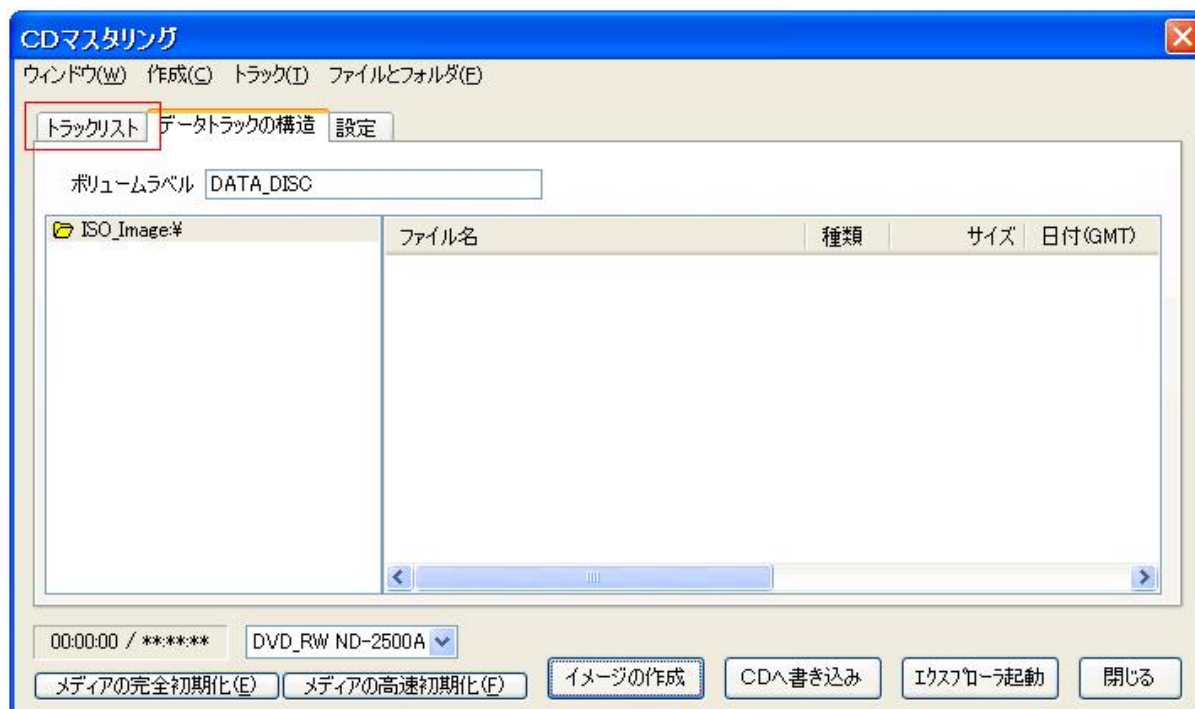 CDマスタリング
ウィンドウ(W) 作成(C) トラック(T) ファイルとフォルダ(F)
トラックリスト データトラックの構造 設定
ボリュームラベル DATA_DISC
ISO_Image:¥
ファイル名 種類 サイズ 日付(GMT)
00:00:00 / **:**:** DVD_RW ND-2500A
メディアの完全初期化(E) メディアの高速初期化(F) イメージの作成 CDへ書き込み ｴｸｽﾌﾟﾛｰﾗ起動 閉じる